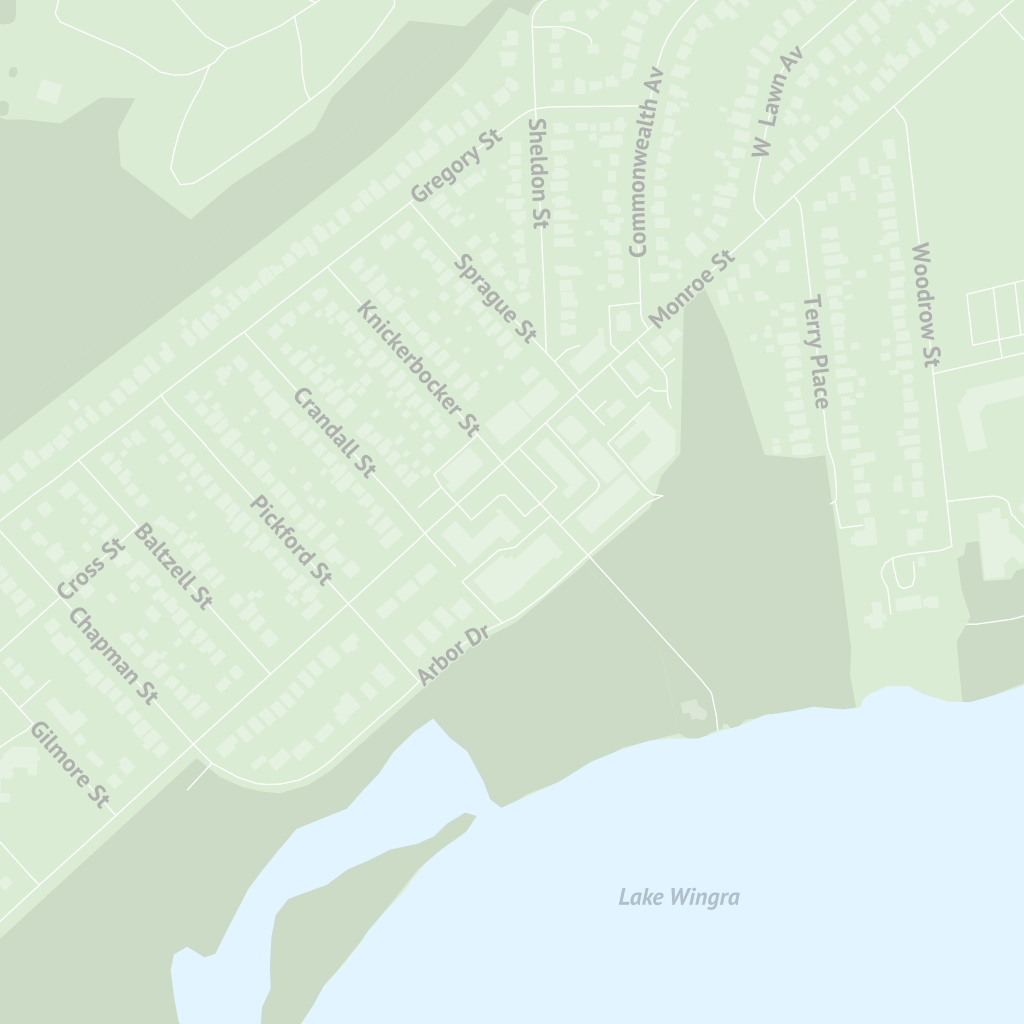 W Lawn Av
Commonwealth Av
Gregory St
Sheldon St
Monroe St
Sprague St
Woodrow St
Terry Place
Knickerbocker St
Crandall St
Pickford St
Baltzell St
Cross St
Chapman St
Arbor Dr
Gilmore St
Lake Wingra